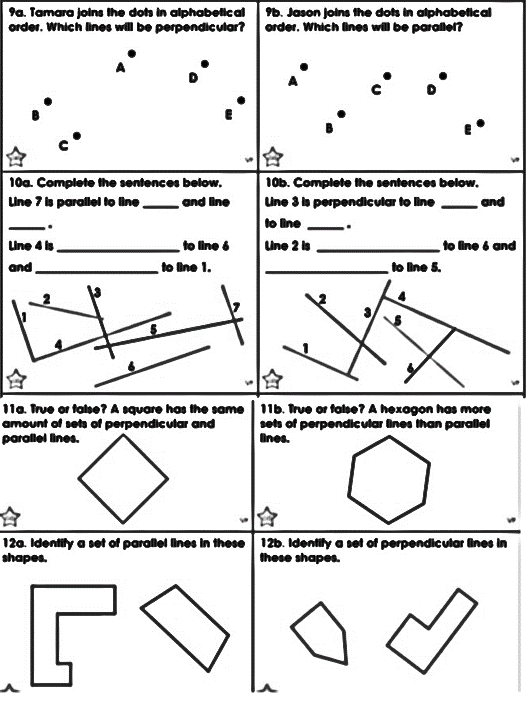 9a. Tamara joins the dots in alphabetical
order. Which lines will be perpendicular?
A
D
B
E
C
9b. Jason joins the dots in alphabetical
order. Which lines will be parallel?
A
C
D
B
E
10a. Complete the sentences below.
Line 7 is parallel to line _____ and line
_____.
Line 4 is _________________ to line 6
and _________________ to line 1.
1
2
3
4
5
6
7
10b. Complete the sentences below.
Line 3 is perpendicular to line _____ and
to line _____.
Line 2 is _________________ to line 6 and
_________________ to line 5.
1
2
3
4
5
6
11a. True or false? A square has the same
amount of sets of perpendicular and
parallel lines.
VF
11b. True or false? A hexagon has more
sets of perpendicular lines than parallel
lines.
VF
12a. Identify a set of parallel lines in these
shapes.
12b. Identify a set of perpendicular lines in
these shapes.